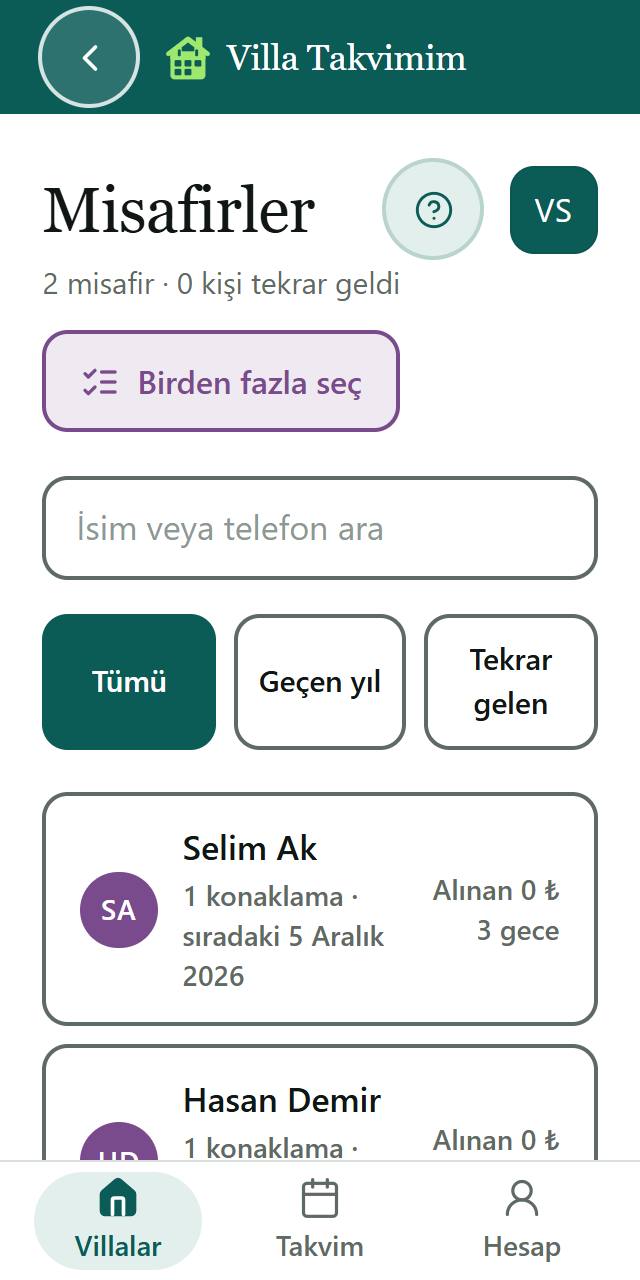 Villa Takvimim
Misafirler
VS
2 misafir · 0 kişi tekrar geldi
Birden fazla seç
İsim veya telefon ara
Tümü
Geçen yıl
Tekrar
gelen
Selim Ak
SA
1 konaklama ·
sıradaki 5 Aralık
2026
Alınan 0 ₺
3 gece
Hasan Demir
HD
1 konaklama ·
Alınan 0 ₺
Villalar
Takvim
Hesap